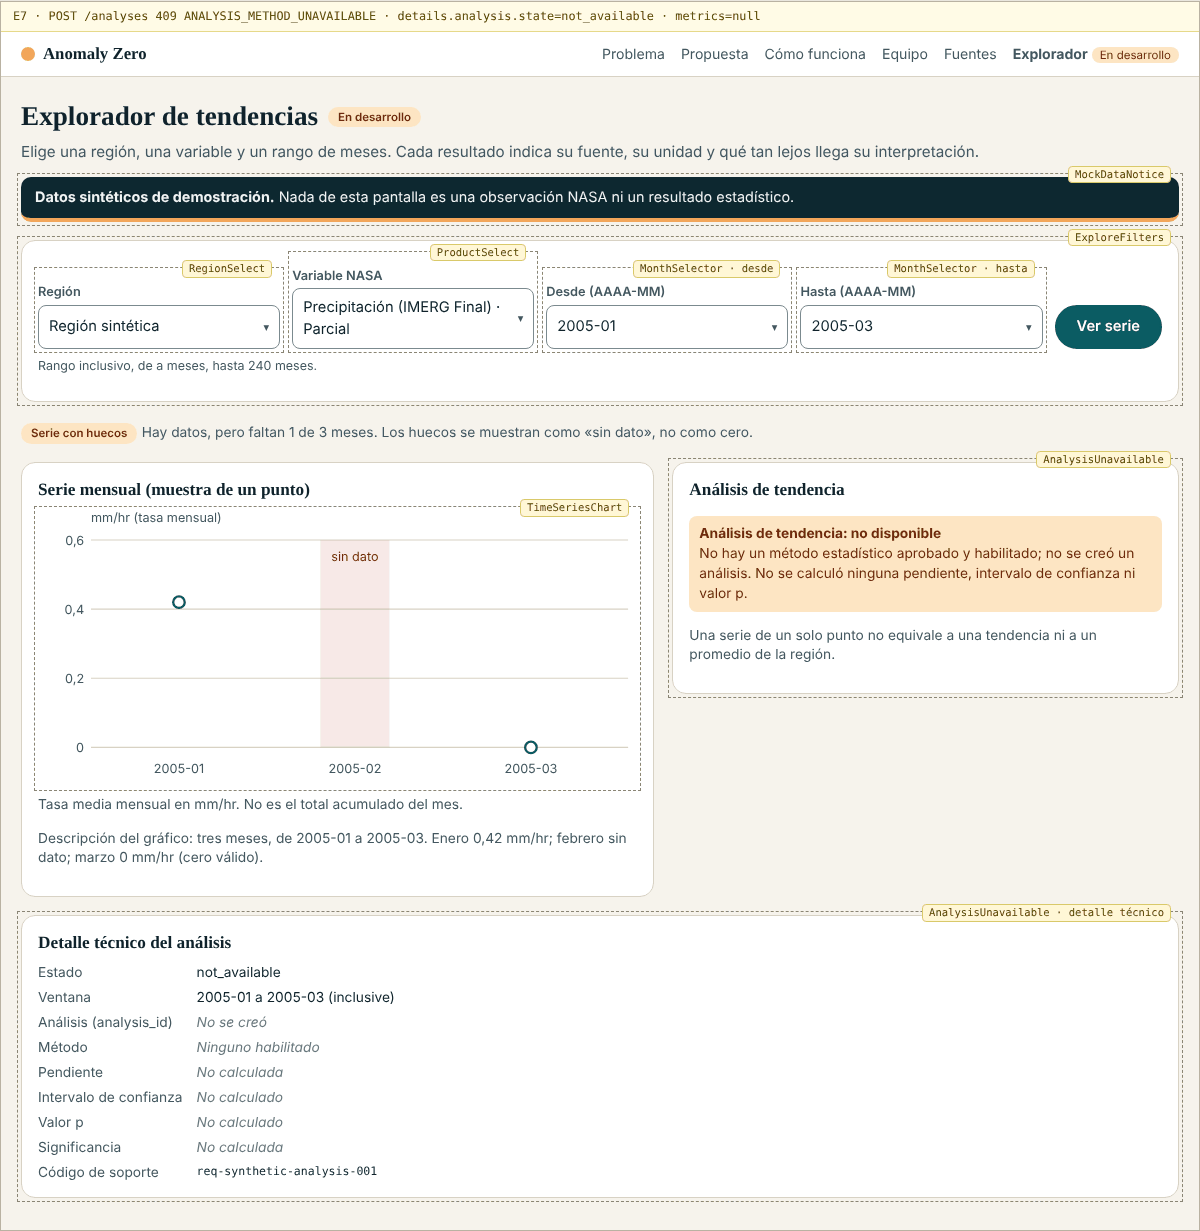 E7 · POST /analyses 409 ANALYSIS_METHOD_UNAVAILABLE · details.analysis.state=not_available · metrics=null
Anomaly Zero
Problema Propuesta Cómo funciona Equipo Fuentes Explorador En desarrollo
Explorador de tendencias En desarrollo
Elige una región, una variable y un rango de meses. Cada resultado indica su fuente, su unidad y qué tan lejos llega su interpretación.
MockDataNotice
Datos sintéticos de demostración. Nada de esta pantalla es una observación NASA ni un resultado estadístico.
ExploreFilters
RegionSelect
Región
Región sintética
ProductSelect
Variable NASA
Precipitación (IMERG Final) ·
Parcial
MonthSelector · desde
Desde (AAAA-MM)
2005-01
MonthSelector · hasta
Hasta (AAAA-MM)
2005-03
Ver serie
Rango inclusivo, de a meses, hasta 240 meses.
Serie con huecos Hay datos, pero faltan 1 de 3 meses. Los huecos se muestran como «sin dato», no como cero.
Serie mensual (muestra de un punto)
TimeSeriesChart
mm/hr (tasa mensual)
0,6
sin dato
0,4
0,2
0
2005-01 2005-02 2005-03
Tasa media mensual en mm/hr. No es el total acumulado del mes.
Descripción del gráfico: tres meses, de 2005-01 a 2005-03. Enero 0,42 mm/hr; febrero sin
dato; marzo 0 mm/hr (cero válido).
AnalysisUnavailable
Análisis de tendencia
Análisis de tendencia: no disponible
No hay un método estadístico aprobado y habilitado; no se creó un
análisis. No se calculó ninguna pendiente, intervalo de confianza ni
valor p.
Una serie de un solo punto no equivale a una tendencia ni a un
promedio de la región.
AnalysisUnavailable · detalle técnico
Detalle técnico del análisis
Estado not_available
Ventana 2005-01 a 2005-03 (inclusive)
Análisis (analysis_id) No se creó
Método Ninguno habilitado
Pendiente No calculada
Intervalo de confianza No calculado
Valor p No calculado
Significancia No calculada
Código de soporte req-synthetic-analysis-001